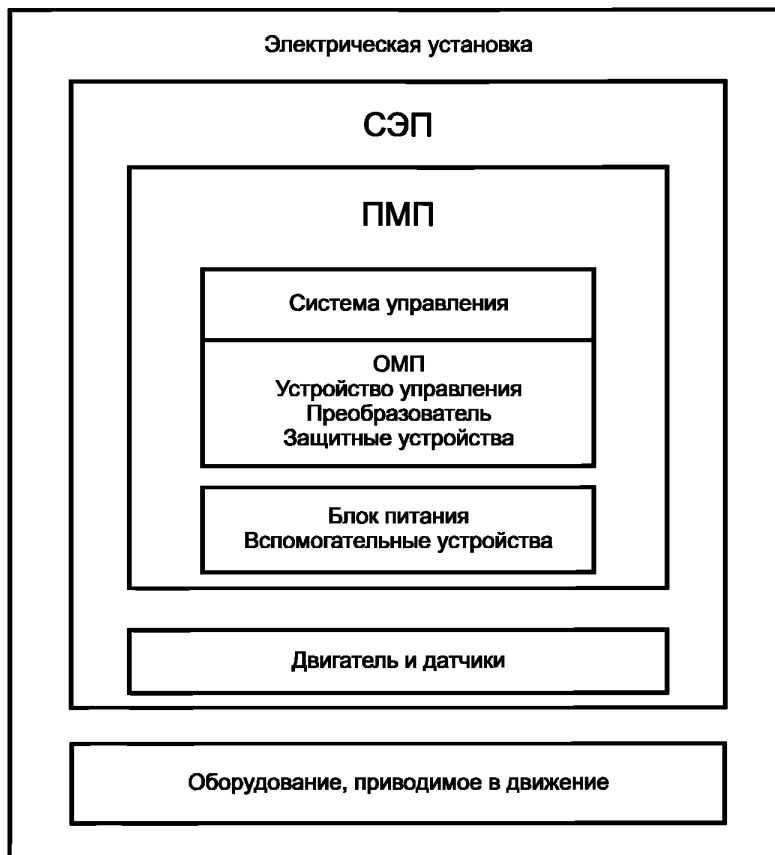 Электрическая установка
СЭП
ПМП
Система управления
ОМП
Устройство управления
Преобразователь
Защитные устройства
Блок питания
Вспомогательные устройства
Двигатель и датчики
Оборудование, приводимое в движение